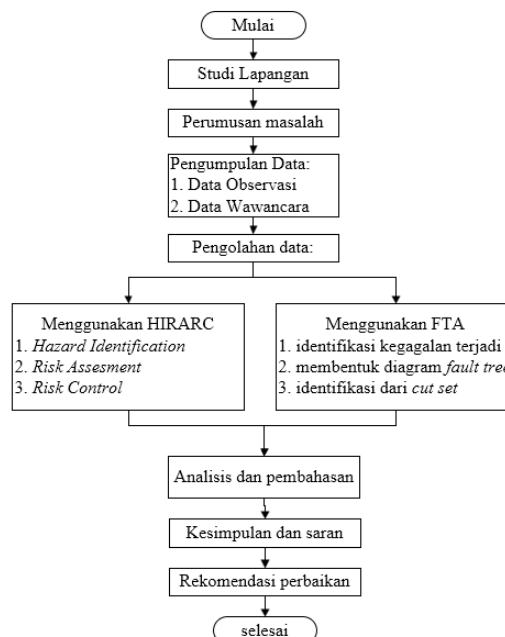 Mulai
Studi Lapangan
Perumusan masalah
Pengumpulan Data:
1. Data Observasi
2. Data Wawancara
Pengolahan data:
Menggunakan HIRARC
1. Hazard Identification
2. Risk Assesment
3. Risk Control
Menggunakan FTA
1. identifikasi kegagalan terjadi
2. membentuk diagram fault tree
3. identifikasi dari cut set
Analisis dan pembahasan
Kesimpulan dan saran
Rekomendasi perbaikan
selesai